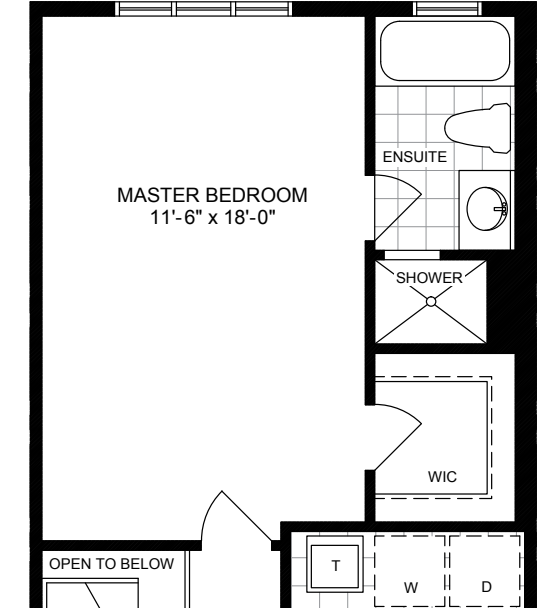 ENSUITE
MASTER BEDROOM
11'-6" x 18'-0"
SHOWER
WIC
OPEN TO BELOW
T
W
D